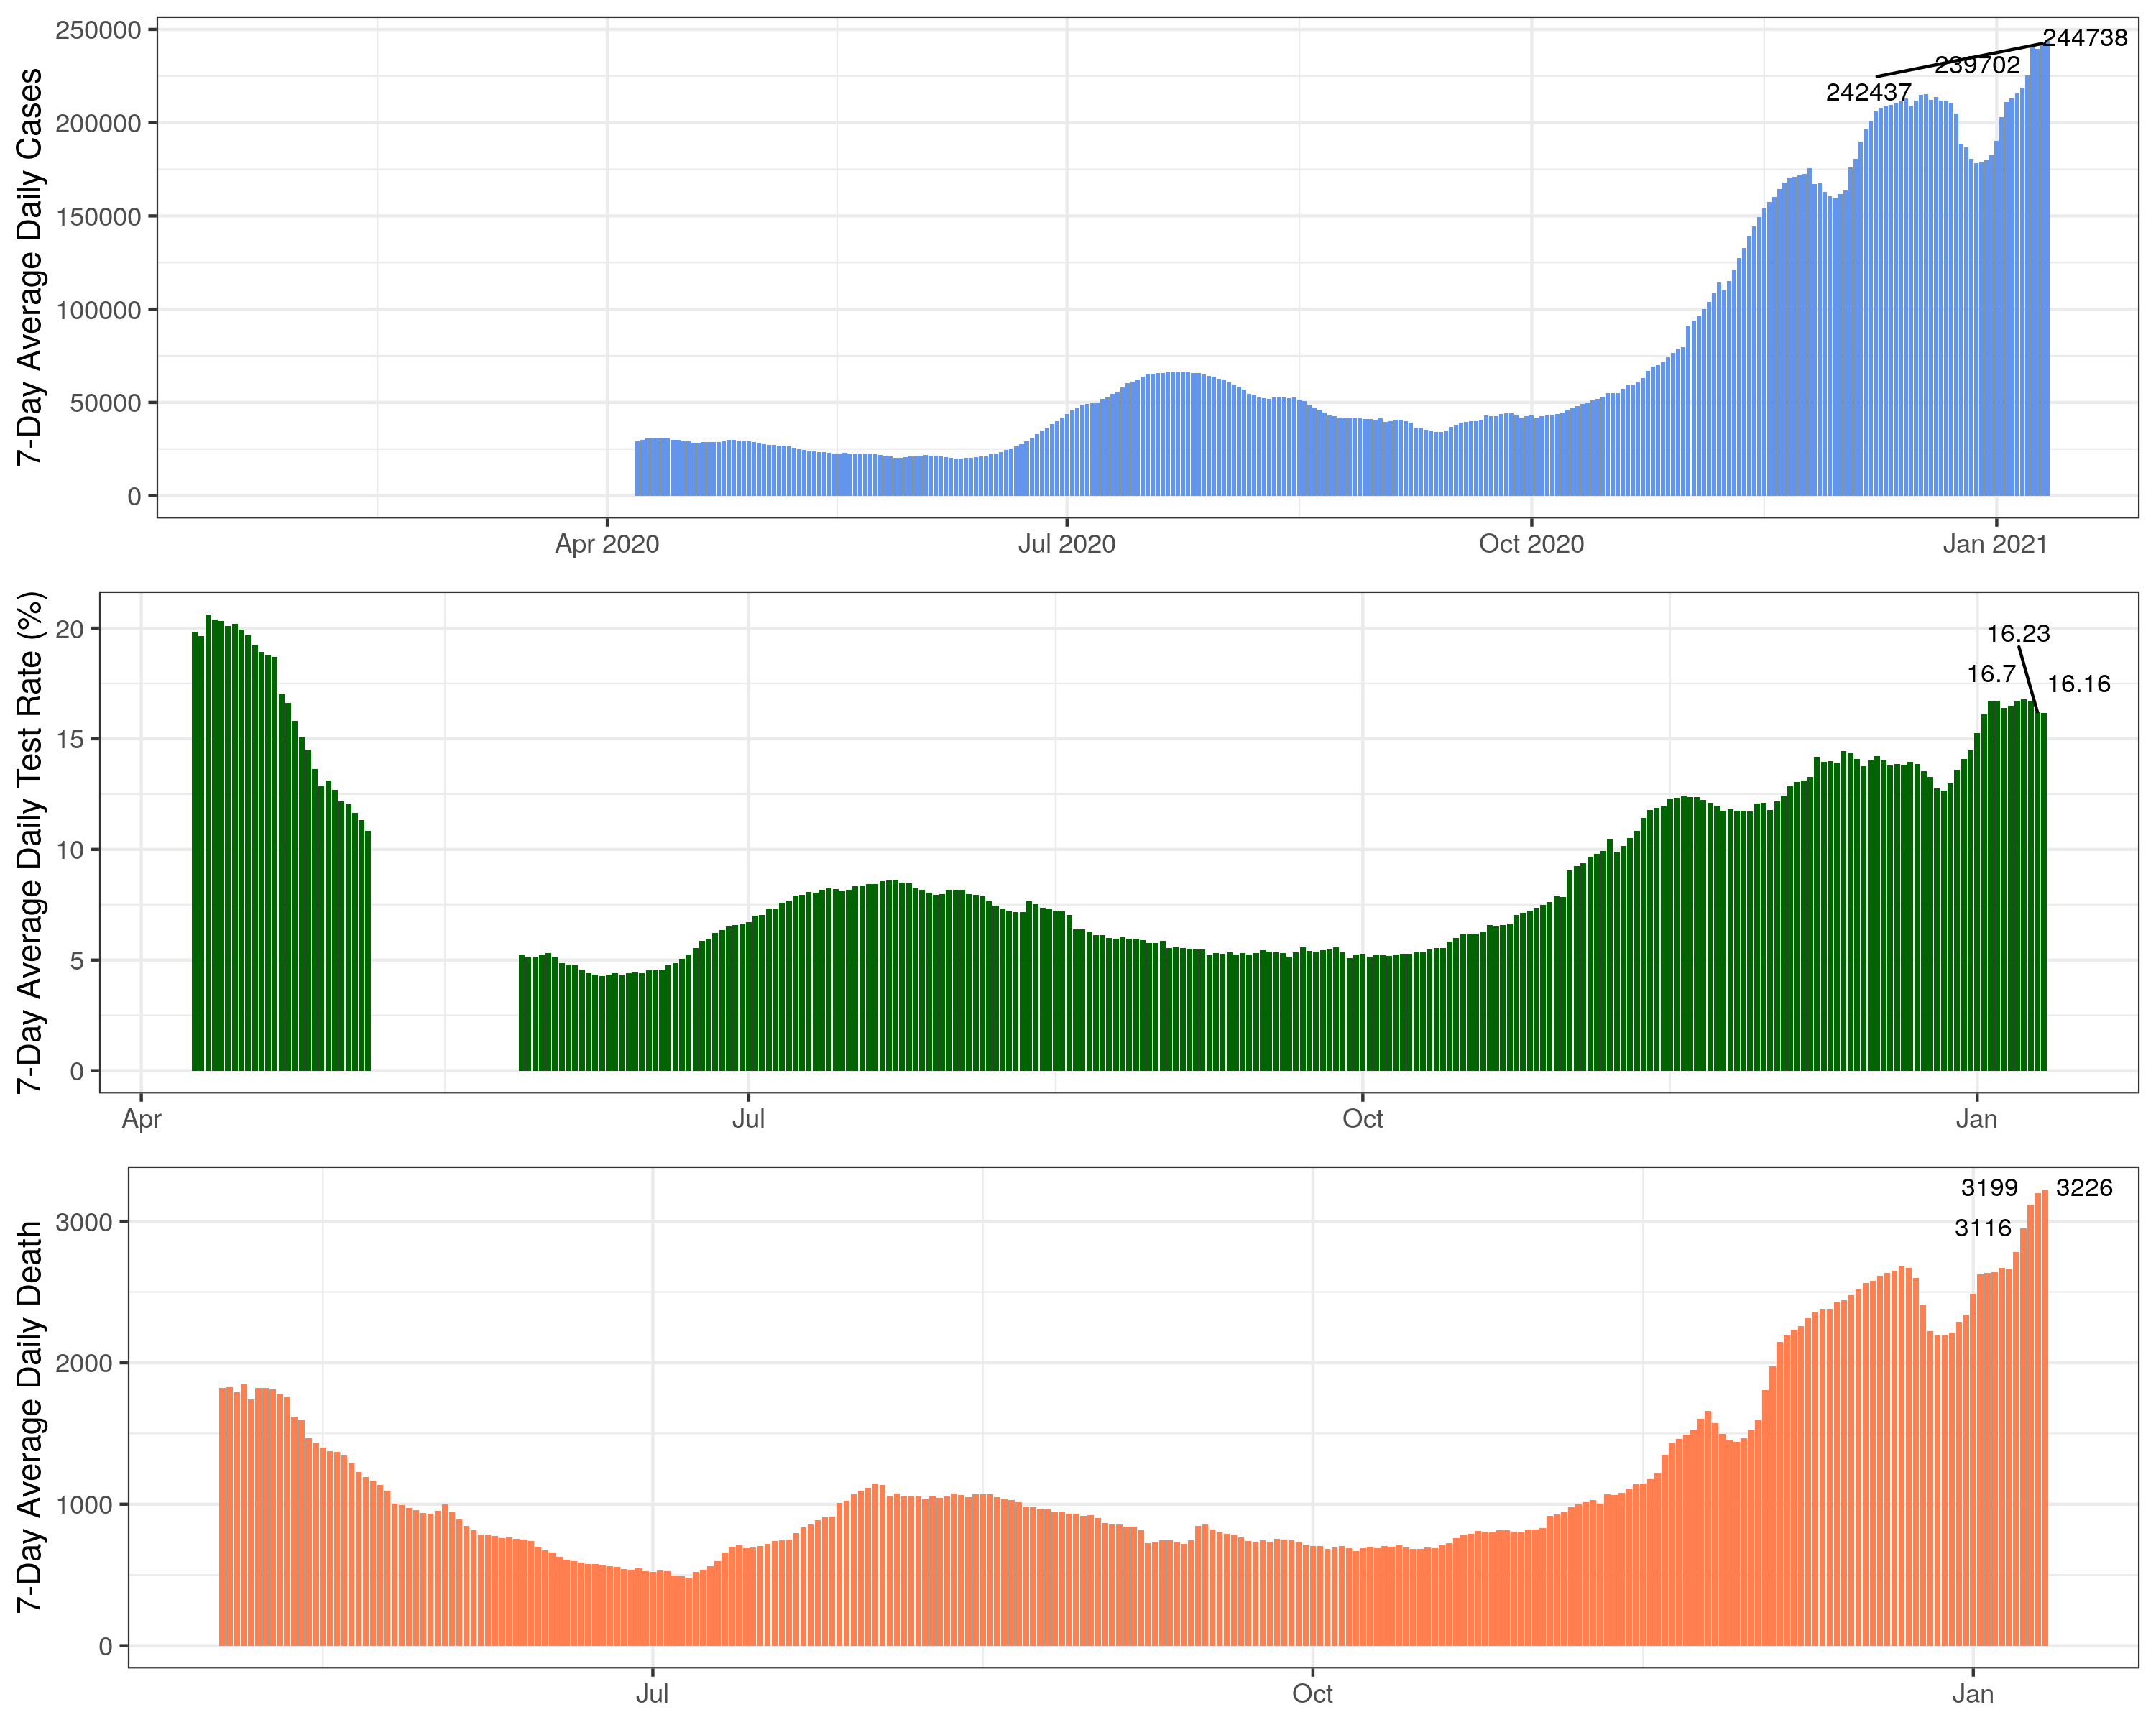 7-Day Average Daily Cases
250000
200000
150000
100000
50000
0
244738
239702
242437
Apr 2020
Jul 2020
Oct 2020
Jan 2021
7-Day Average Daily Test Rate (%)
20
15
10
5
0
16.23
16.7
16.16
Apr
Jul
Oct
Jan
7-Day Average Daily Death
3000
2000
1000
0
3199
3226
3116
Jul
Oct
Jan